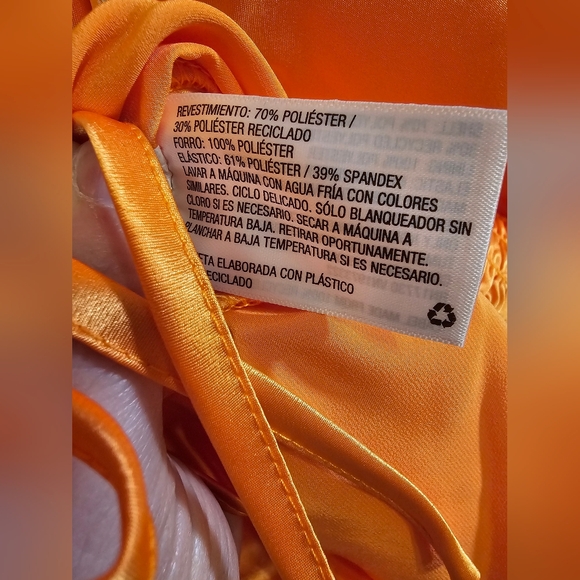 REVESTIMIENTO: 70% POLIÉSTER /
30% POLIÉSTER RECICLADO
FORRO: 100% POLIÉSTER
ELÁSTICO: 61% POLIÉSTER / 39% SPANDEX
LAVAR A MÁQUINA CON AGUA FRÍA CON COLORES
SIMILARES. CICLO DELICADO. SÓLO BLANQUEADOR SIN
CLORO SI ES NECESARIO. SECAR A MÁQUINA A
TEMPERATURA BAJA. RETIRAR OPORTUNAMENTE.
PLANCHAR A BAJA TEMPERATURA SI ES NECESARIO.
ETA ELABORADA CON PLÁSTICO
RECICLADO